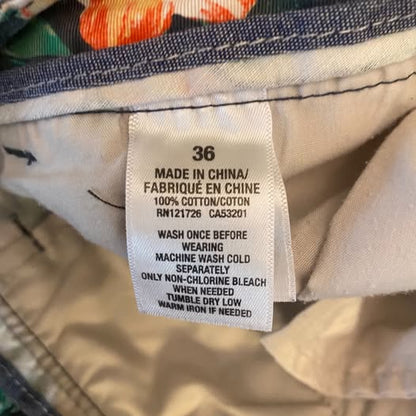 36
MADE IN CHINA/
FABRIQUÉ EN CHINE
100% COTTON/COTON
RN121726 CA53201
WASH ONCE BEFORE
WEARING
MACHINE WASH COLD
SEPARATELY
ONLY NON-CHLORINE BLEACH
WHEN NEEDED
TUMBLE DRY LOW
WARM IRON IF NEEDED